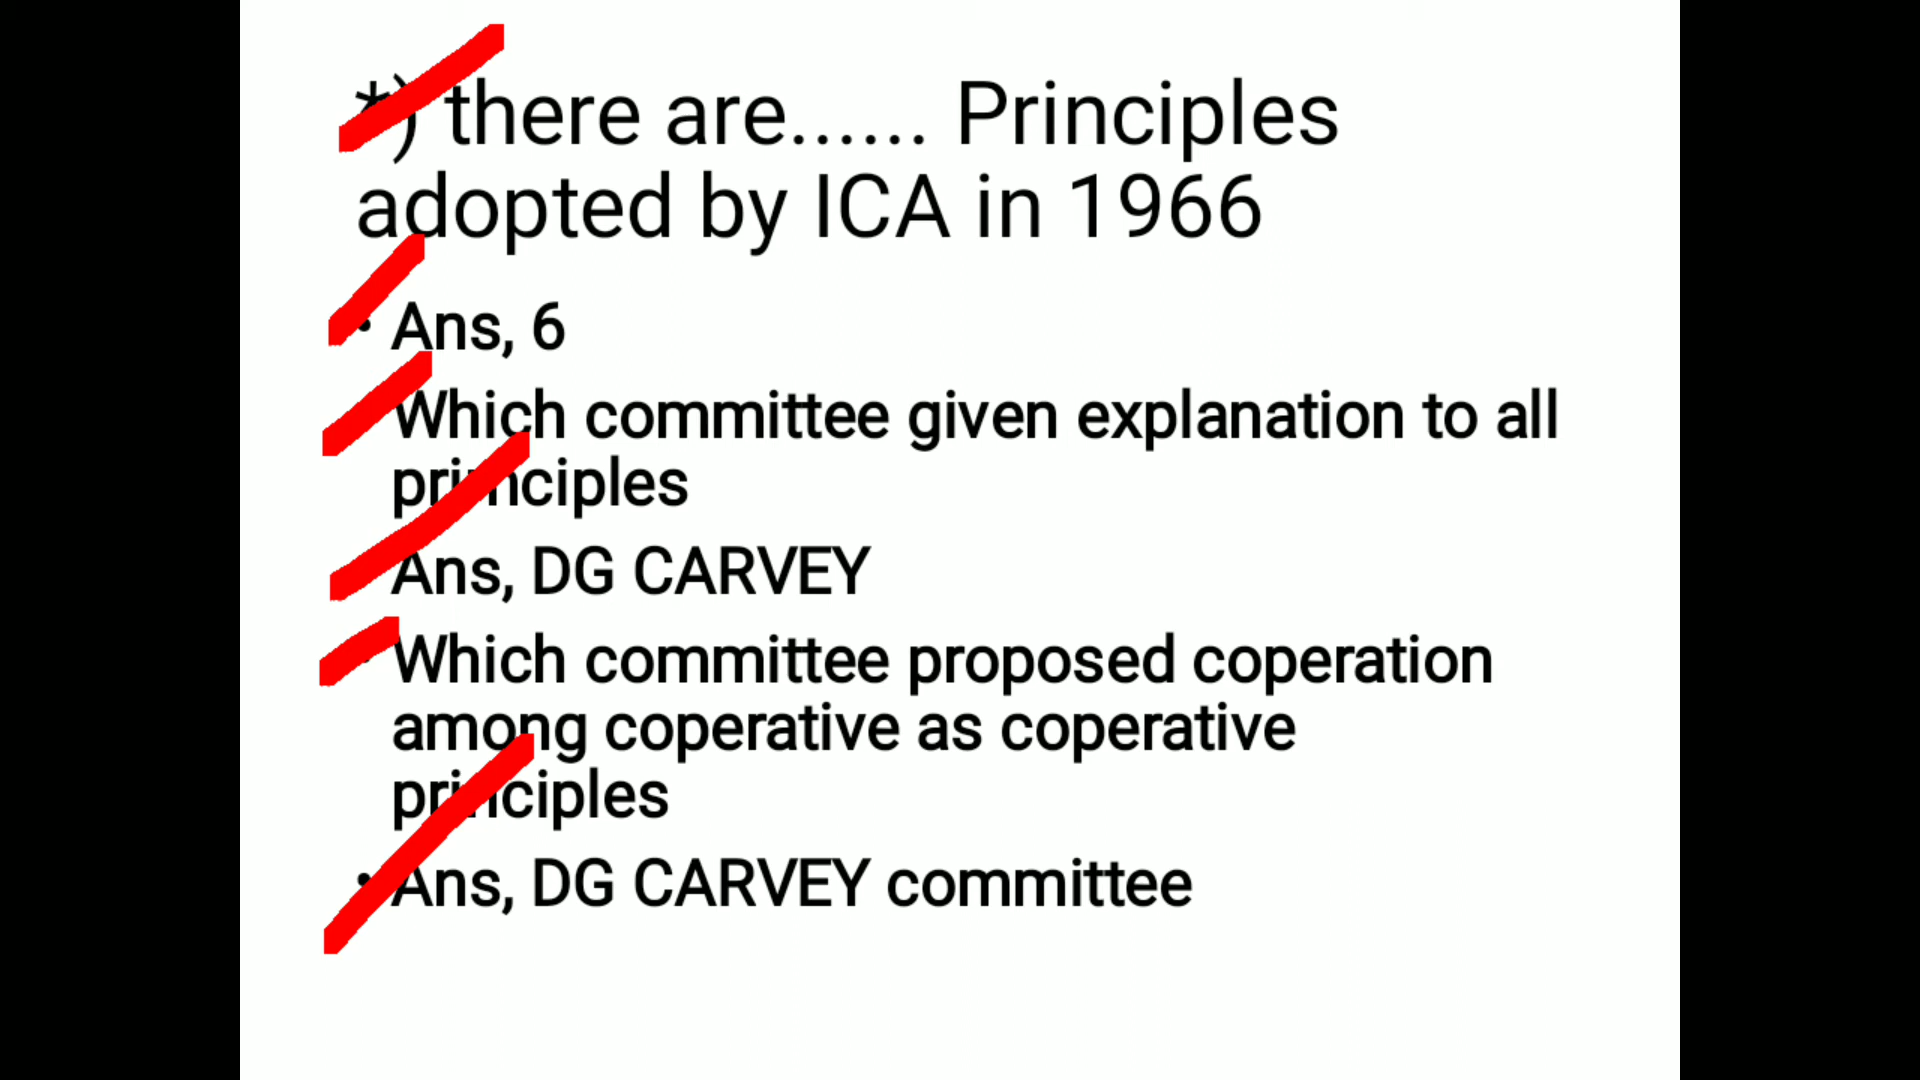 *) there are...... Principles
adopted by ICA in 1966
• Ans, 6
Which committee given explanation to all
principles
Ans, DG CARVEY
Which committee proposed coperation
among coperative as coperative
principles
• Ans, DG CARVEY committee